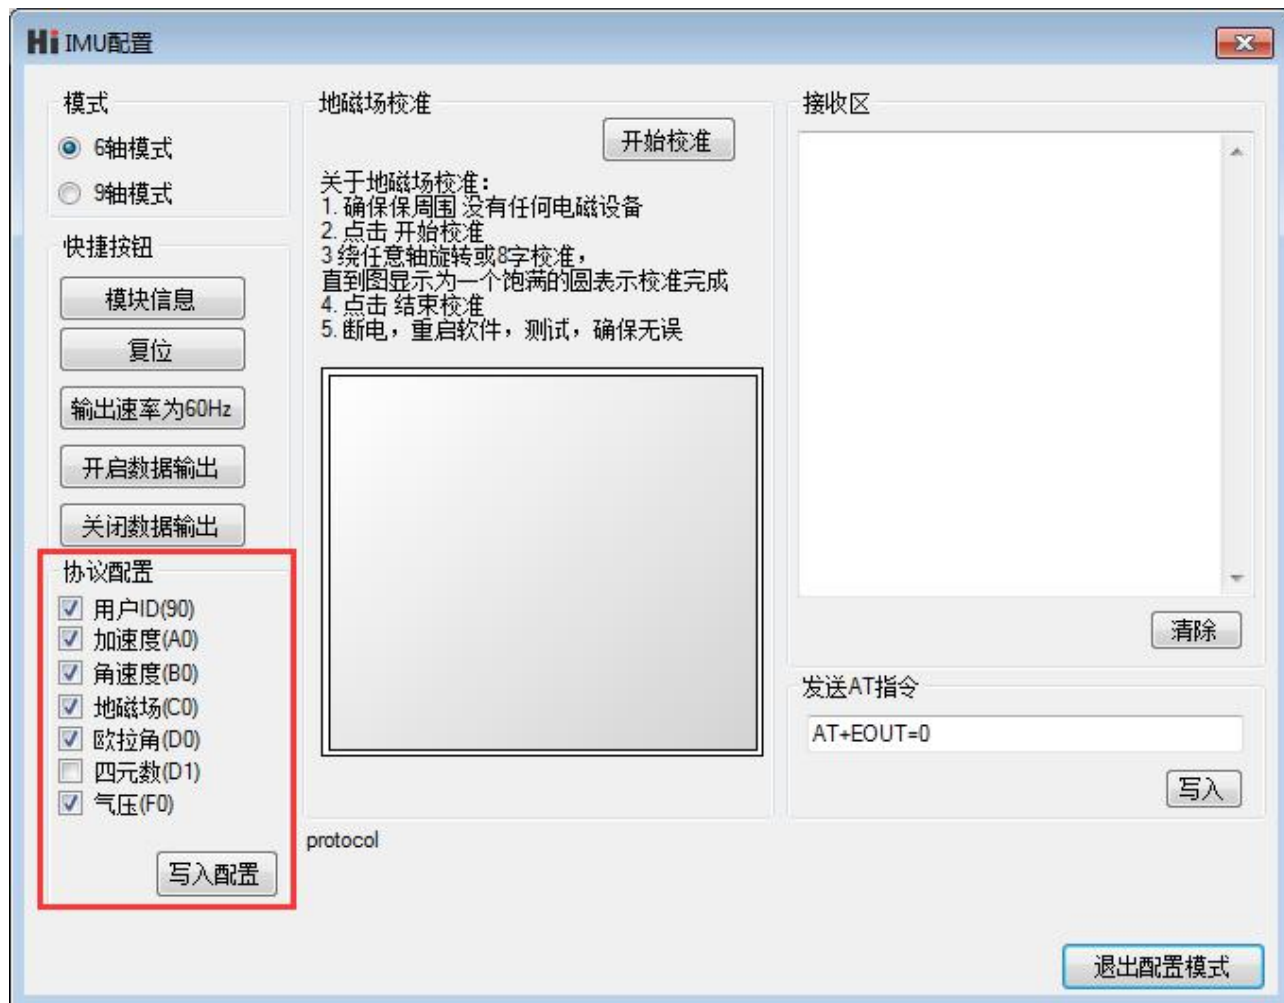 Hi IMU配置
模式
6轴模式
9轴模式
快捷按钮
模块信息
复位
输出速率为60Hz
开启数据输出
关闭数据输出
协议配置
用户ID(90)
加速度(A0)
角速度(B0)
地磁场(C0)
欧拉角(D0)
四元数(D1)
气压(F0)
写入配置
地磁场校准
开始校准
关于地磁场校准：
1. 确保保周围 没有任何电磁设备
2. 点击 开始校准
3 绕任意轴旋转或8字校准，
直到图显示为一个饱满的圆表示校准完成
4. 点击 结束校准
5. 断电，重启软件，测试，确保无误
protocol
接收区
清除
发送AT指令
AT+EOUT=0
写入
退出配置模式